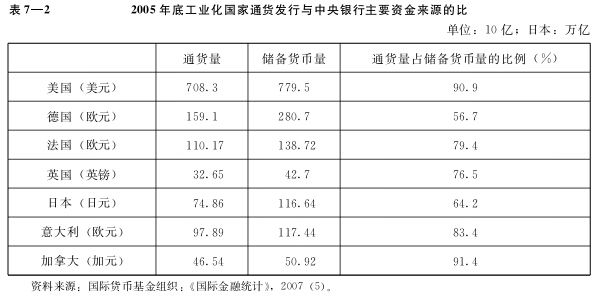 表 7—2 2005 年底工业化国家通货发行与中央银行主要资金来源的比
单位：10 亿；日本：万亿
通货量 储备货币量 通货量占储备货币量的比例（%）
美国（美元） 708.3 779.5 90.9
德国（欧元） 159.1 280.7 56.7
法国（欧元） 110.17 138.72 79.4
英国（英镑） 32.65 42.7 76.5
日本（日元） 74.86 116.64 64.2
意大利（欧元） 97.89 117.44 83.4
加拿大（加元） 46.54 50.92 91.4
资料来源：国际货币基金组织：《国际金融统计》，2007（5）。